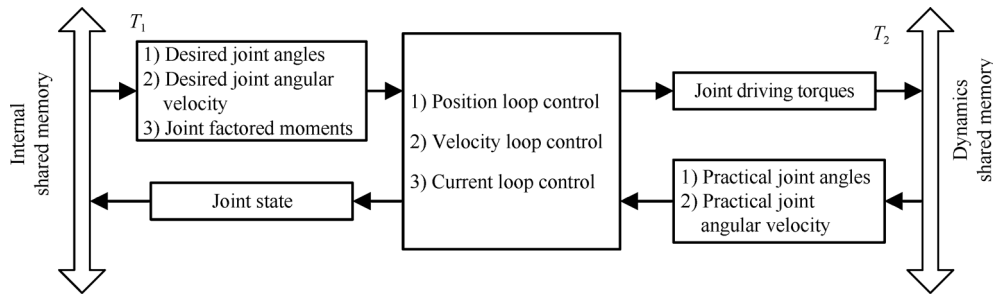 Internal
shared memory
T1
1) Desired joint angles
2) Desired joint angular
velocity
3) Joint factored moments
Joint state
1) Position loop control
2) Velocity loop control
3) Current loop control
Joint driving torques
1) Practical joint angles
2) Practical joint
angular velocity
T2
Dynamics
shared memory